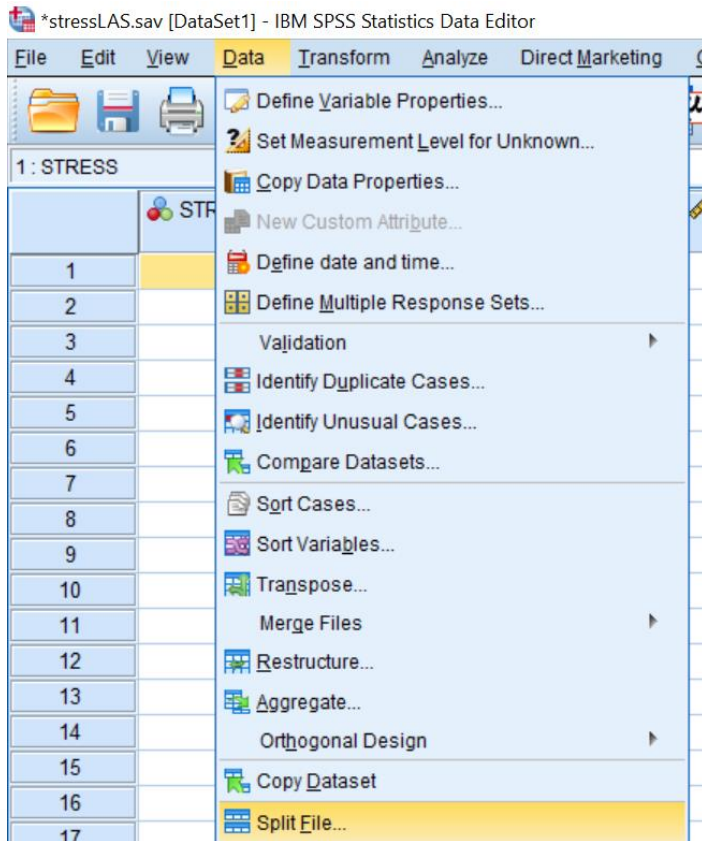 *stressLAS.sav [DataSet1] - IBM SPSS Statistics Data Editor
File Edit View Data Transform Analyze Direct Marketing
1 : STRESS
STR
Define Variable Properties...
Set Measurement Level for Unknown...
Copy Data Properties...
New Custom Attribute...
Define date and time...
Define Multiple Response Sets...
Validation
Identify Duplicate Cases...
Identify Unusual Cases...
Compare Datasets...
Sort Cases...
Sort Variables...
Transpose...
Merge Files
Restructure...
Aggregate...
Orthogonal Design
Copy Dataset
Split File...
1
2
3
4
5
6
7
8
9
10
11
12
13
14
15
16
17